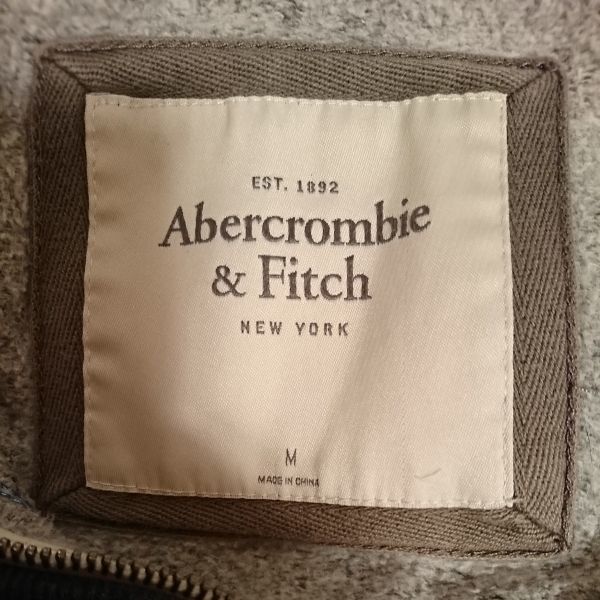 EST. 1892
Abercrombie
& Fitch
NEW YORK
M
MADE IN CHINA